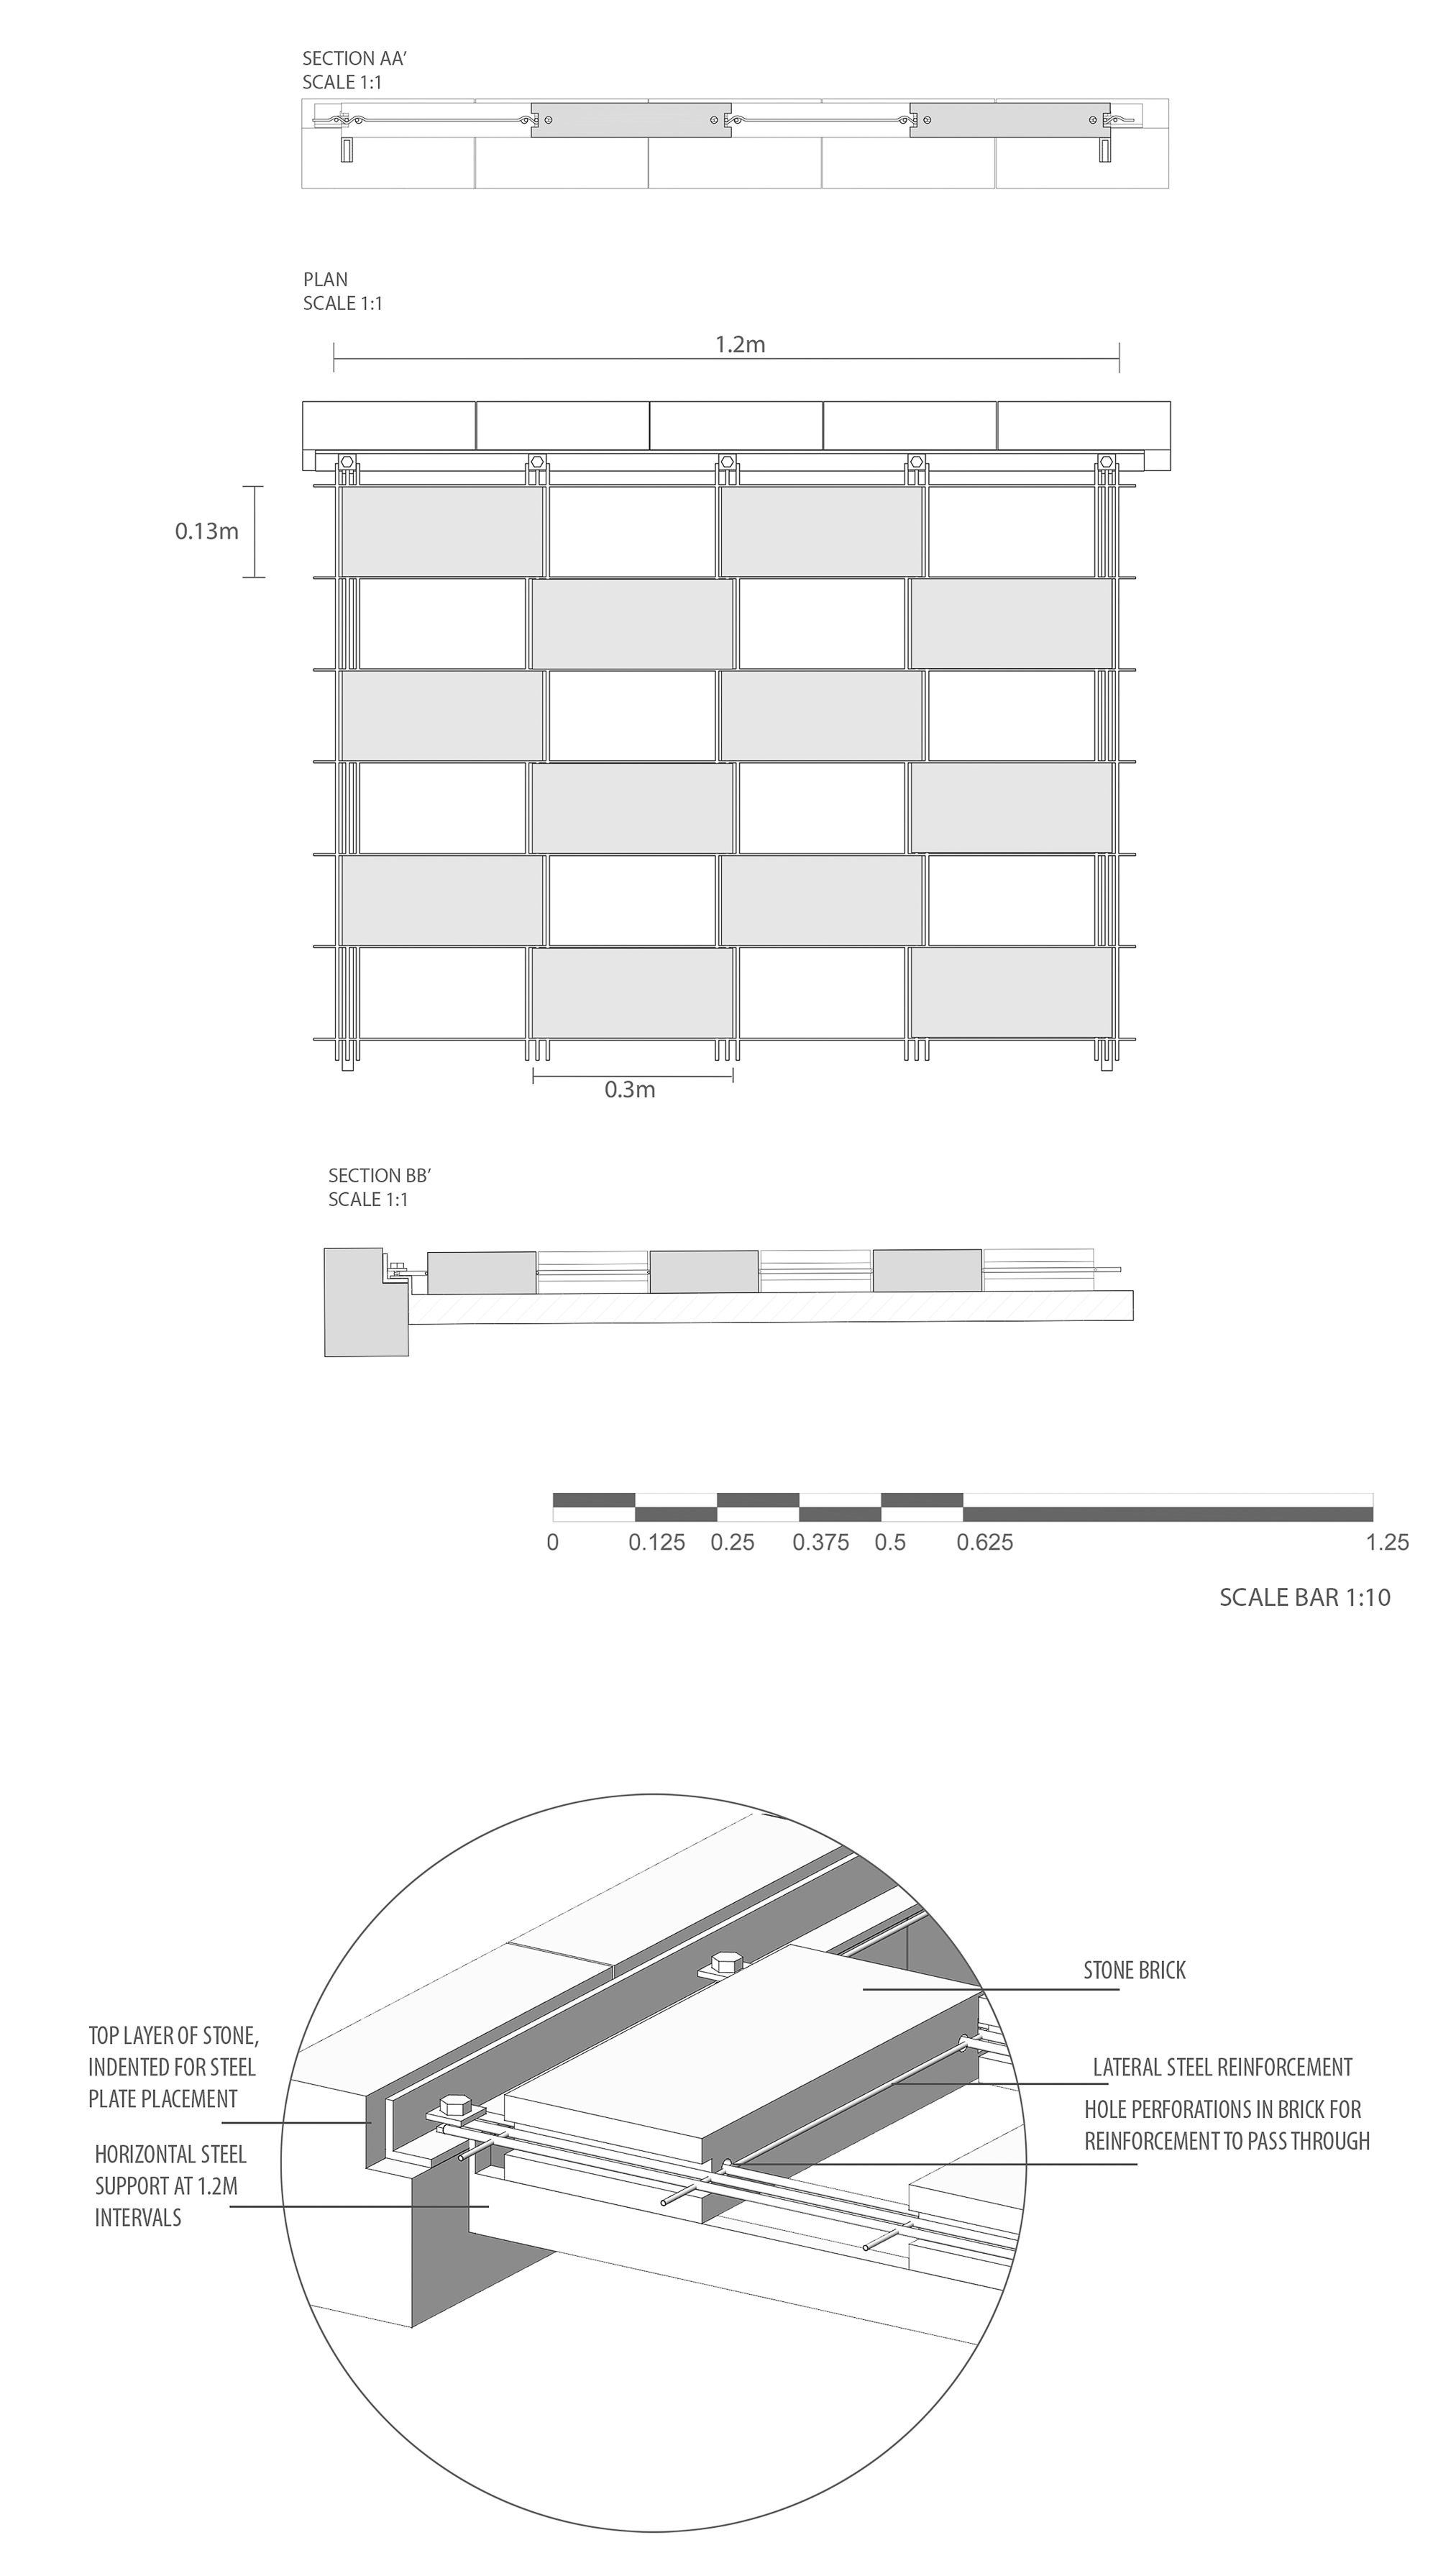 SECTION AA’
SCALE 1:1
PLAN
SCALE 1:1
1.2m
0.13m
0.3m
SECTION BB’
SCALE 1:1
0 0.125 0.25 0.375 0.5 0.625 1.25
SCALE BAR 1:10
STONE BRICK
TOP LAYER OF STONE,
INDENTED FOR STEEL
PLATE PLACEMENT
LATERAL STEEL REINFORCEMENT
HOLE PERFORATIONS IN BRICK FOR
REINFORCEMENT TO PASS THROUGH
HORIZONTAL STEEL
SUPPORT AT 1.2M
INTERVALS